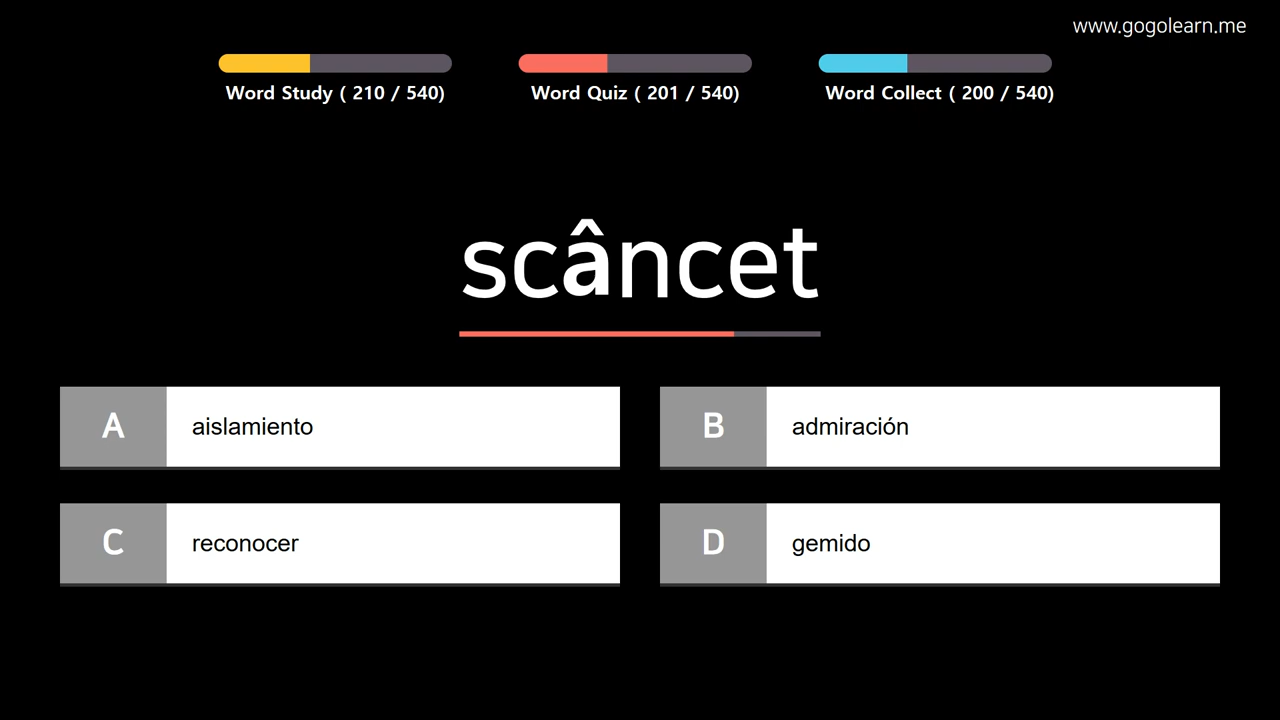 www.gogolearn.me
Word Study ( 210 / 540)
Word Quiz ( 201 / 540)
Word Collect ( 200 / 540)
scâncet
A aislamiento
B admiración
C reconocer
D gemido